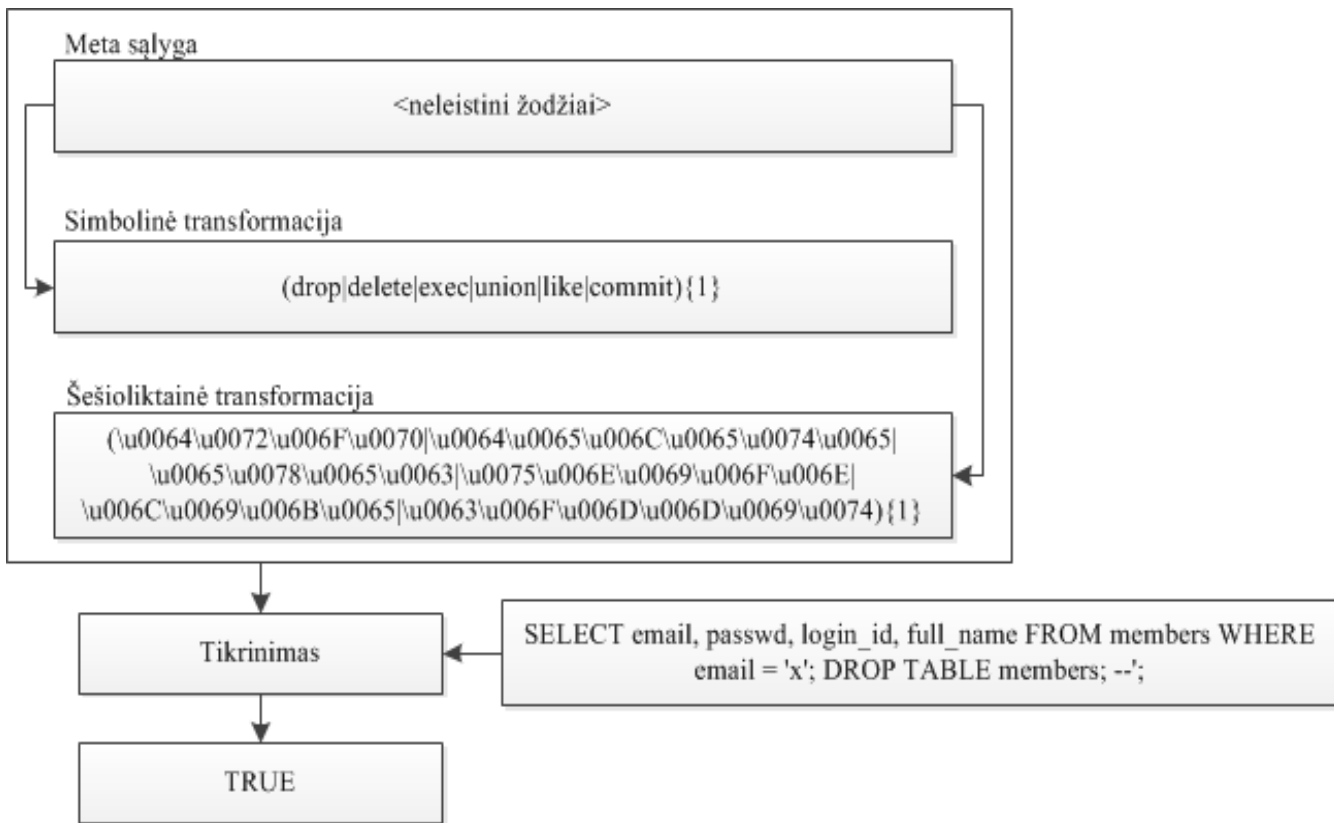 Meta sąlyga
<neleistini žodžiai>
Simbolinė transformacija
(drop|delete|exec|union|like|commit){1}
Šešioliktainė transformacija
(\u0064\u0072\u006F\u0070|\u0064\u0065\u006C\u0065\u0074\u0065|
\u0065\u0078\u0065\u0063|\u0075\u006E\u0069\u006F\u006E|
\u006C\u0069\u006B\u0065|\u0063\u006F\u006D\u006D\u0069\u0074){1}
Tikrinimas
SELECT email, passwd, login_id, full_name FROM members WHERE
email = 'x'; DROP TABLE members; --';
TRUE